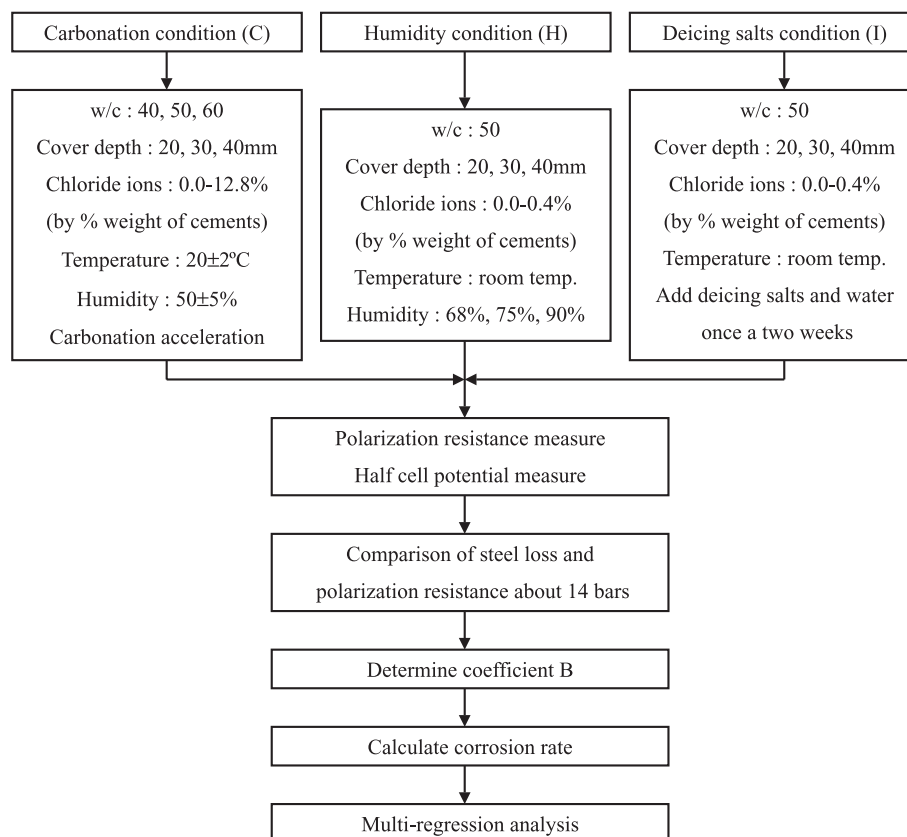 Carbonation condition (C)
w/c : 40, 50, 60
Cover depth : 20, 30, 40mm
Chloride ions : 0.0-12.8%
(by % weight of cements)
Temperature : 20±2ºC
Humidity : 50±5%
Carbonation acceleration
Humidity condition (H)
w/c : 50
Cover depth : 20, 30, 40mm
Chloride ions : 0.0-0.4%
(by % weight of cements)
Temperature : room temp.
Humidity : 68%, 75%, 90%
Deicing salts condition (I)
w/c : 50
Cover depth : 20, 30, 40mm
Chloride ions : 0.0-0.4%
(by % weight of cements)
Temperature : room temp.
Add deicing salts and water
once a two weeks
Polarization resistance measure
Half cell potential measure
Comparison of steel loss and
polarization resistance about 14 bars
Determine coefficient B
Calculate corrosion rate
Multi-regression analysis